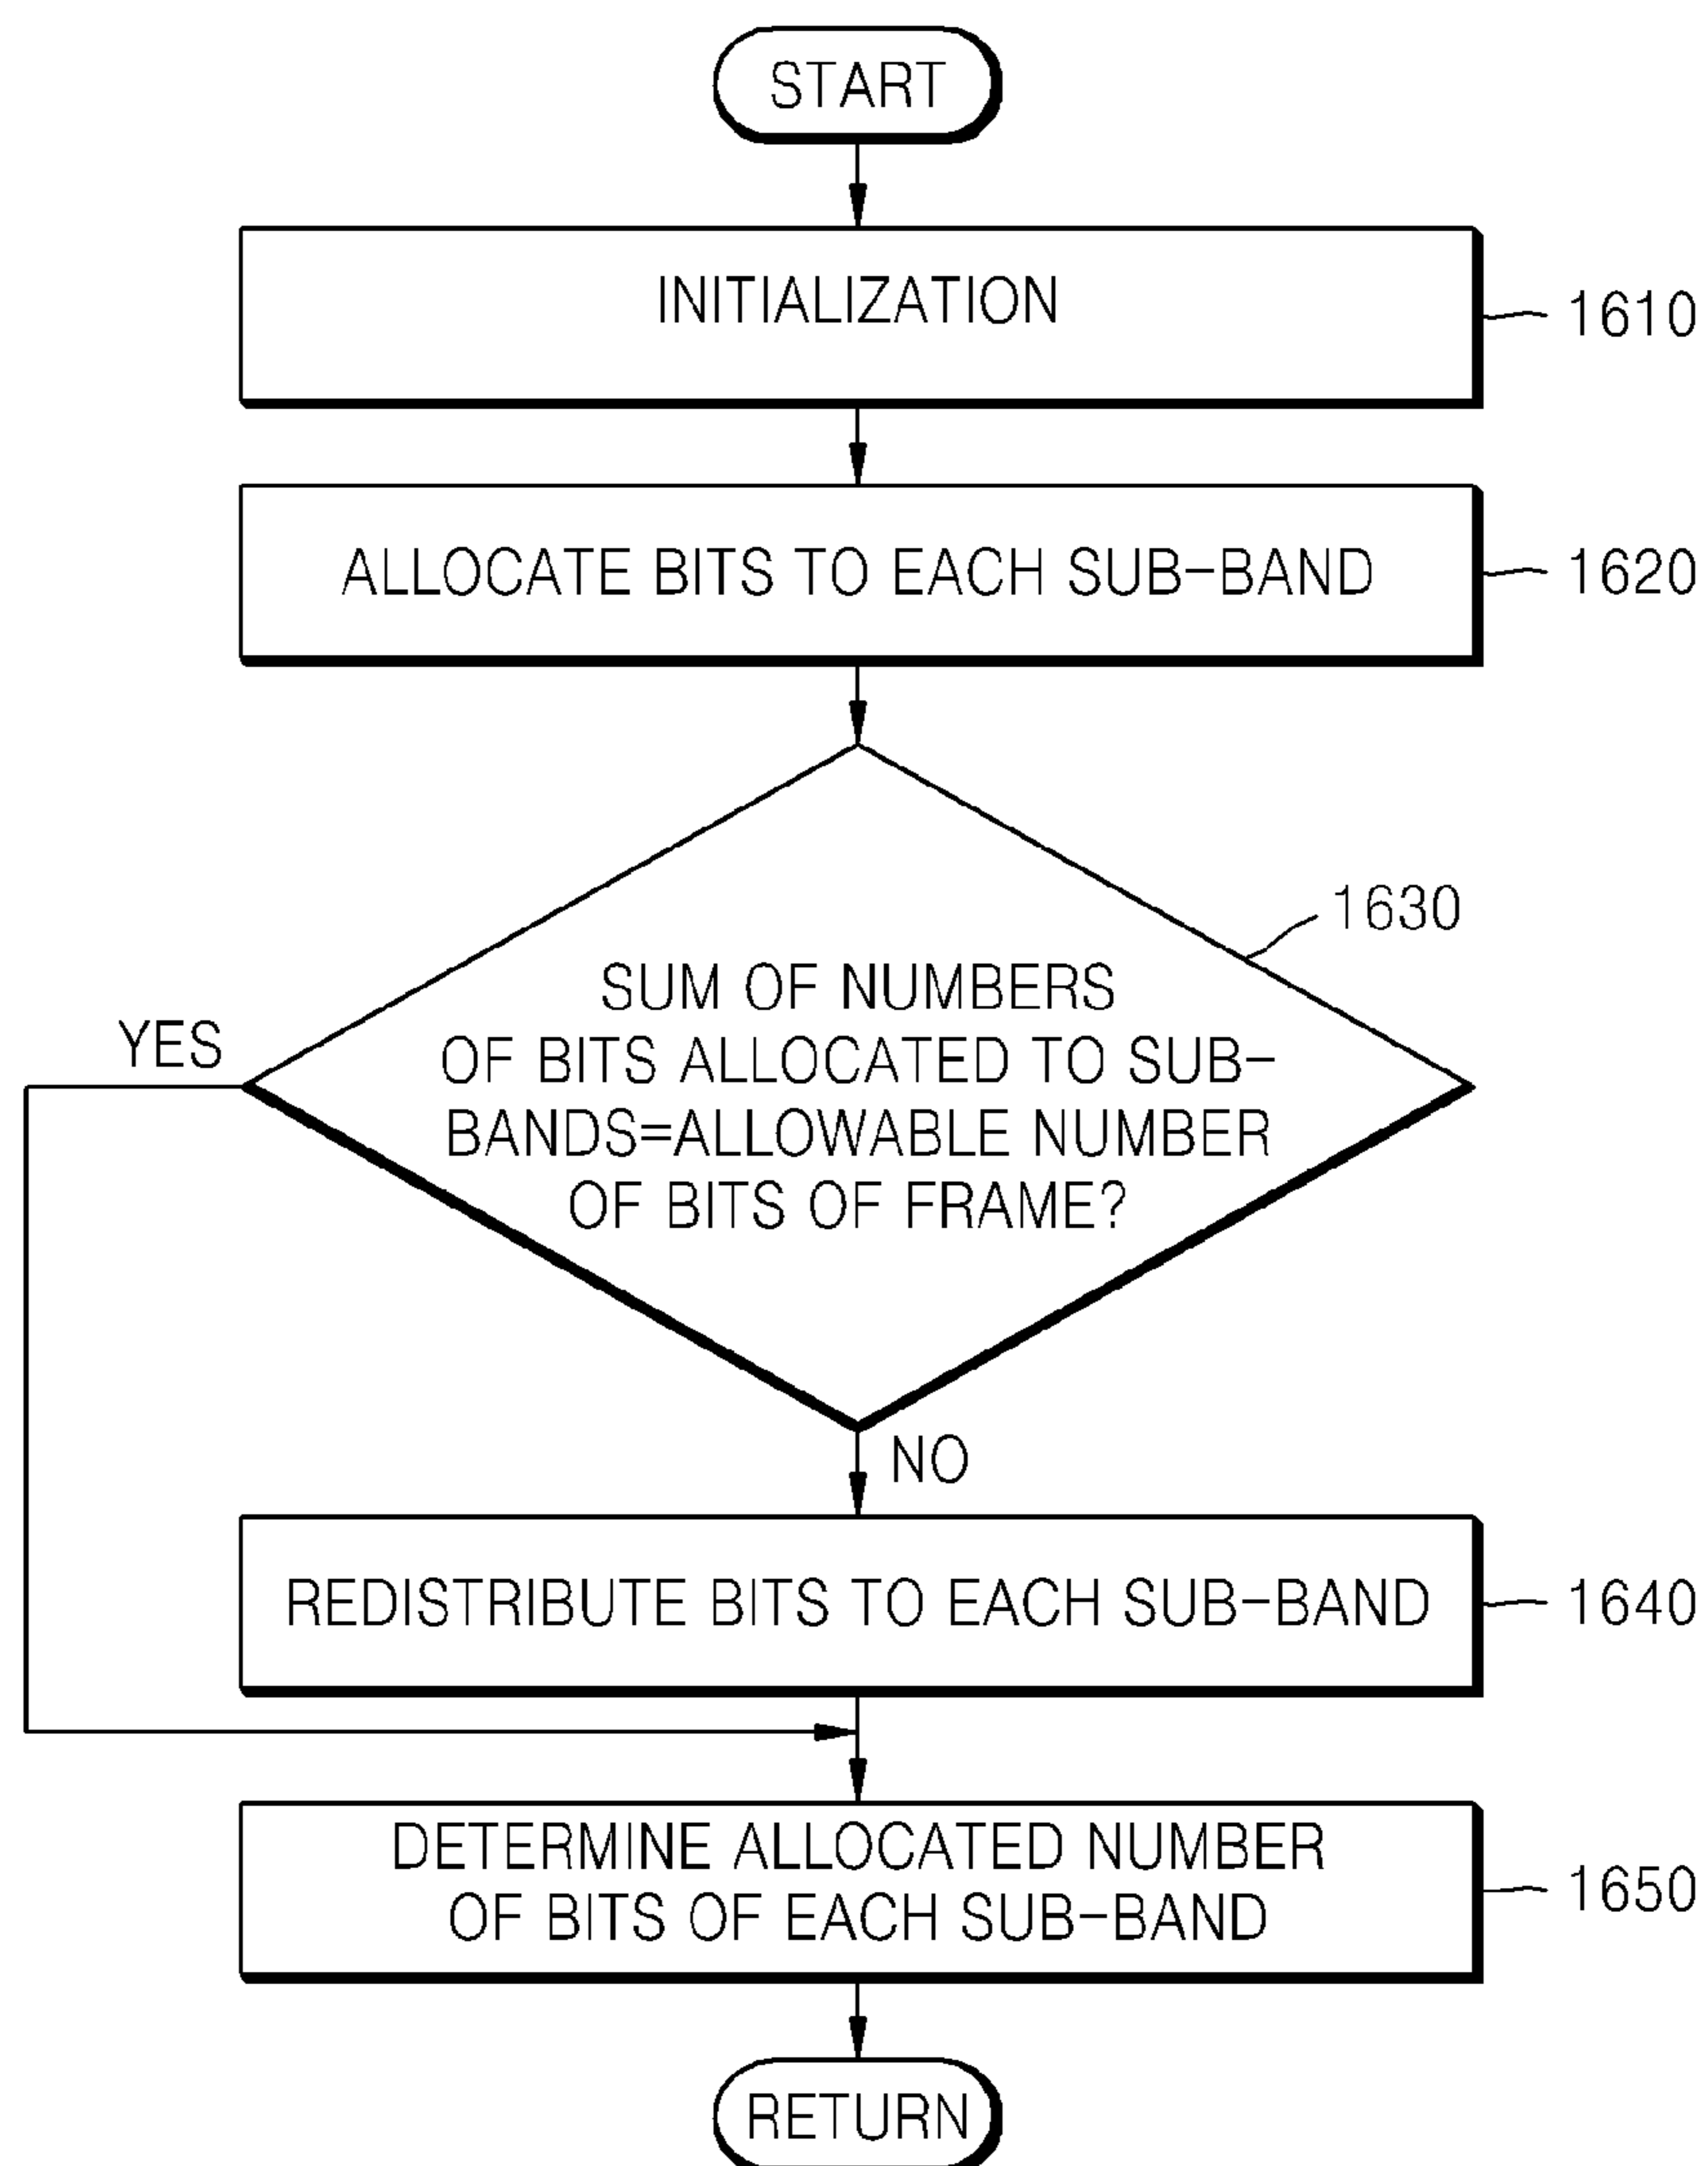 START
INITIALIZATION
1610
ALLOCATE BITS TO EACH SUB-BAND
1620
1630
SUM OF NUMBERS
OF BITS ALLOCATED TO SUB-
BANDS=ALLOWABLE NUMBER
OF BITS OF FRAME?
YES
NO
REDISTRIBUTE BITS TO EACH SUB-BAND
1640
DETERMINE ALLOCATED NUMBER
OF BITS OF EACH SUB-BAND
1650
RETURN